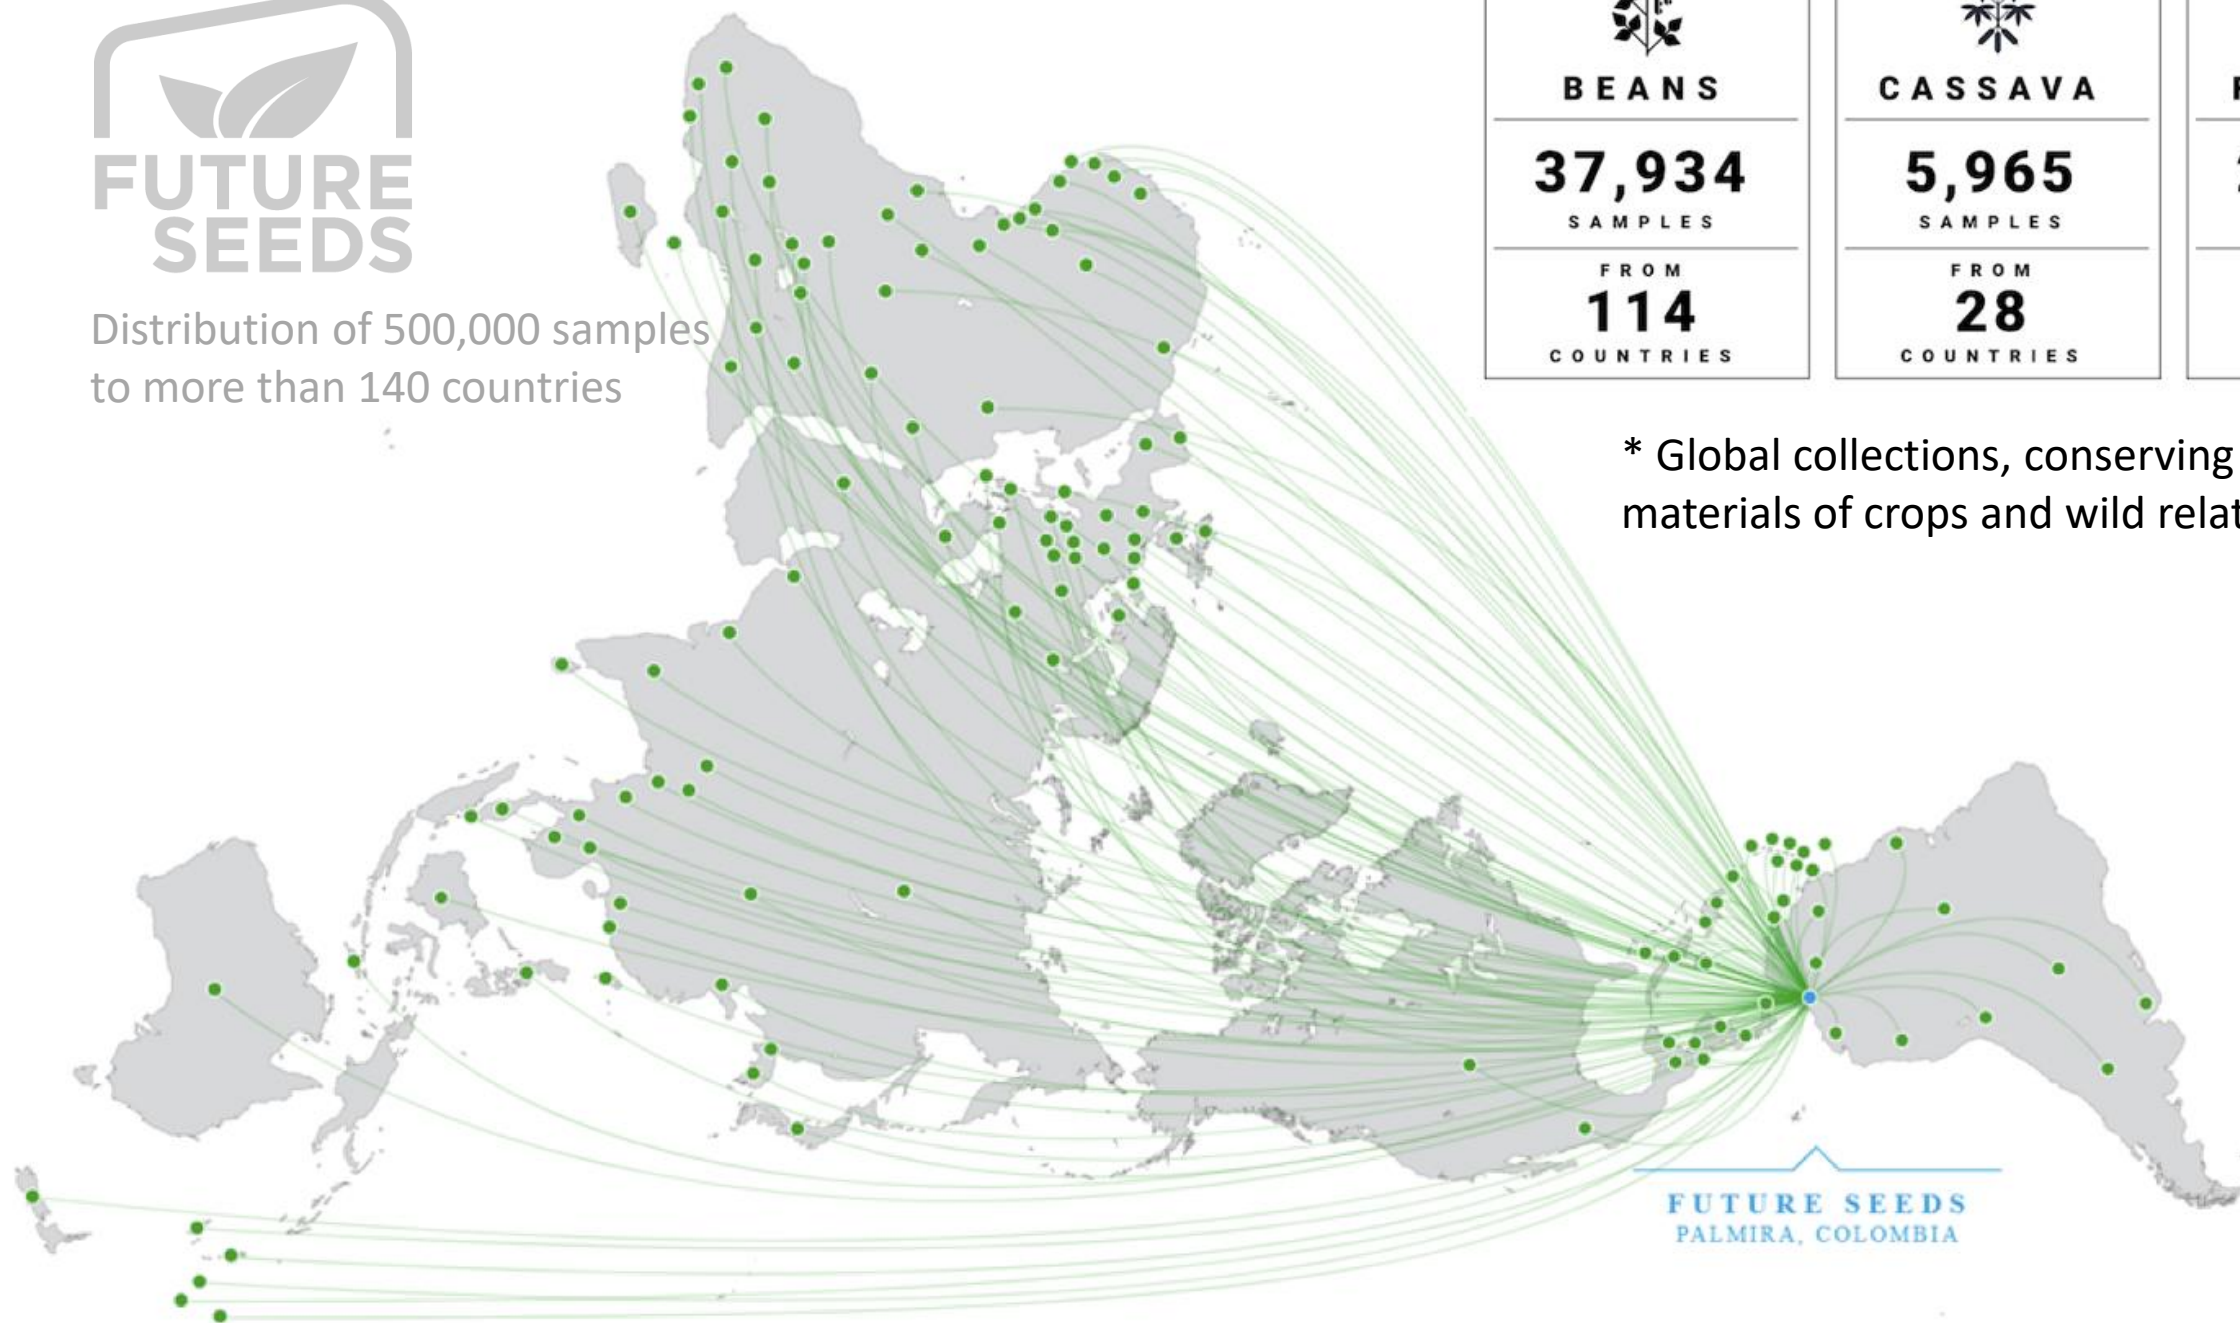 FUTURE
SEEDS
Distribution of 500,000 samples
to more than 140 countries
BEANS
37,934
SAMPLES
FROM
114
COUNTRIES
CASSAVA
5,965
SAMPLES
FROM
28
COUNTRIES
* Global collections, conserving
materials of crops and wild
FUTURE SEEDS
PALMIRA, COLOMBIA